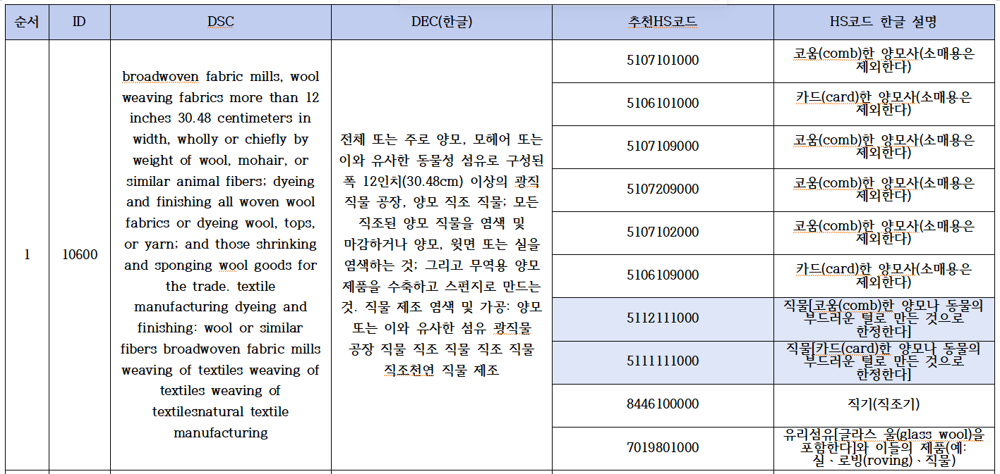 순서 ID DSC DEC(한글) 추천HS코드 HS코드 한글 설명
1
10600
broadwoven fabric mills, wool
weaving fabrics more than 12
inches 30.48 centimeters in
width, wholly or chiefly by
weight of wool, mohair, or
similar animal fibers; dyeing
and finishing all woven wool
fabrics or dyeing wool, tops,
or yarn; and those shrinking
and sponging wool goods for
the trade. textile
manufacturing dyeing and
finishing: wool or similar
fibers broadwoven fabric mills
weaving of textiles weaving of
textiles weaving of
textilesnatural textile
manufacturing
전체 또는 주로 양모, 모헤어 또는
이와 유사한 동물성 섬유로 구성된
폭 12인치(30.48cm) 이상의 광직
직물 공장, 양모 직조 직물; 모든
직조된 양모 직물을 염색 및
마감하거나 양모, 윗면 또는 실을
염색하는 것; 그리고 무역용 양모
제품을 수축하고 스펀지로 만드는
것. 직물 제조 염색 및 가공: 양모
또는 이와 유사한 섬유 광직물
공장 직물 직조 직물 직조 직물
직조천연 직물 제조
5107101000
코움(comb)한 양모사(소매용은
제외한다)
5106101000
카드(card)한 양모사(소매용은
제외한다)
5107109000
코움(comb)한 양모사(소매용은
제외한다)
5107209000
코움(comb)한 양모사(소매용은
제외한다)
5107102000
코움(comb)한 양모사(소매용은
제외한다)
5106109000
카드(card)한 양모사(소매용은
제외한다)
5112111000
직물[코움(comb)한 양모나 동물의
부드러운 털로 만든 것으로
한정한다]
5111111000
직물[카드(card)한 양모나 동물의
부드러운 털로 만든 것으로
한정한다]
8446100000
직기(직조기)
7019801000
유리섬유[글라스 울(glass wool)을
포함한다]와 이들의 제품(예:
실ㆍ로빙(roving)ㆍ직물)